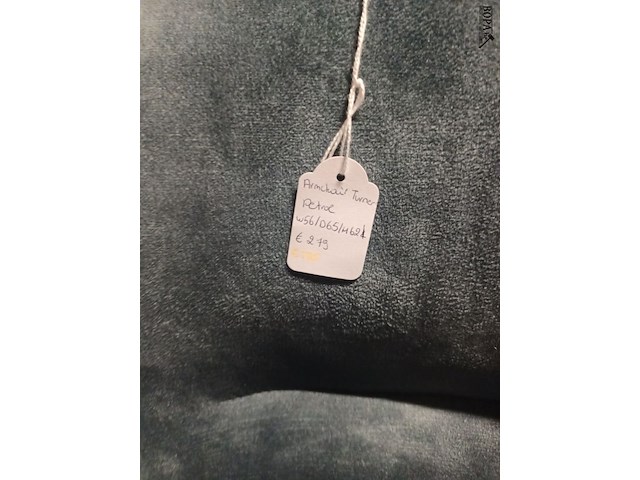 Armchair Turner
Petrol
W56/D65/H62
€ 279
BOPA